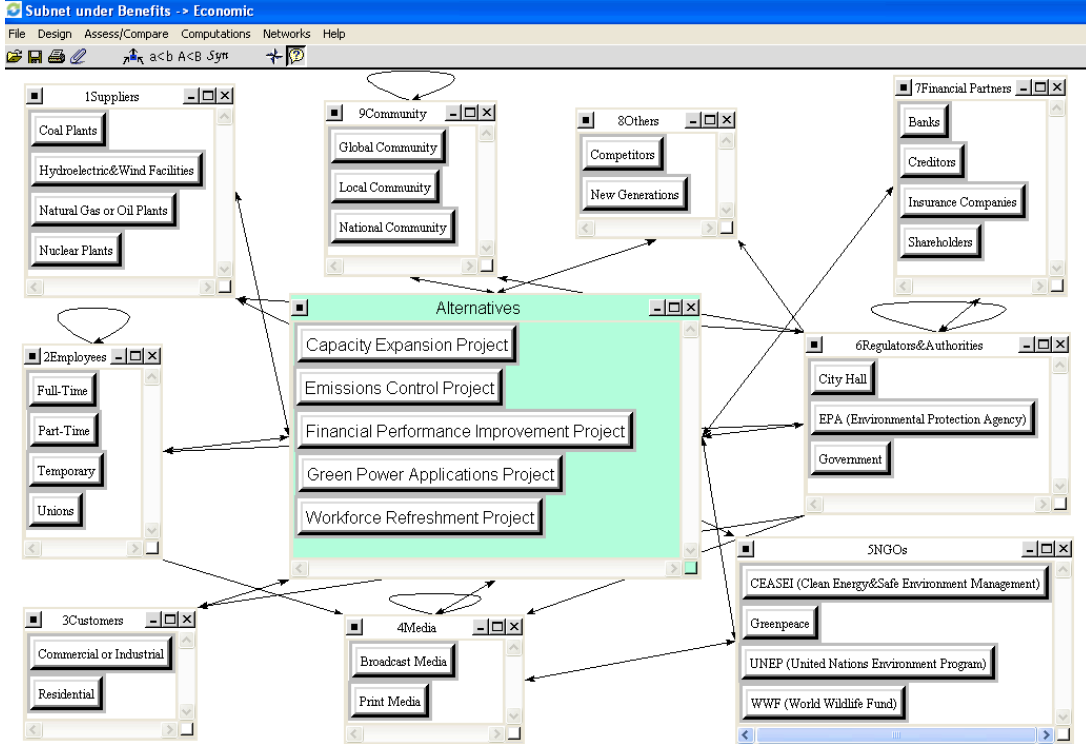 Subnet under Benefits -> Economic
File Design Assess/Compare Computations Networks Help
a<b A<B Syn
1Suppliers
Coal Plants
Hydroelectric&Wind Facilities
Natural Gas or Oil Plants
Nuclear Plants
9Community
Global Community
Local Community
National Community
8Others
Competitors
New Generations
7Financial Partners
Banks
Creditors
Insurance Companies
Shareholders
2Employees
Full-Time
Part-Time
Temporary
Unions
Alternatives
Capacity Expansion Project
Emissions Control Project
Financial Performance Improvement Project
Green Power Applications Project
Workforce Refreshment Project
6Regulators&Authorities
City Hall
EPA (Environmental Protection Agency)
Government
3Customers
Commercial or Industrial
Residential
4Media
Broadcast Media
Print Media
5NGOs
CEASEI (Clean Energy&Safe Environment Management)
Greenpeace
UNEP (United Nations Environment Program)
WWF (World Wildlife Fund)